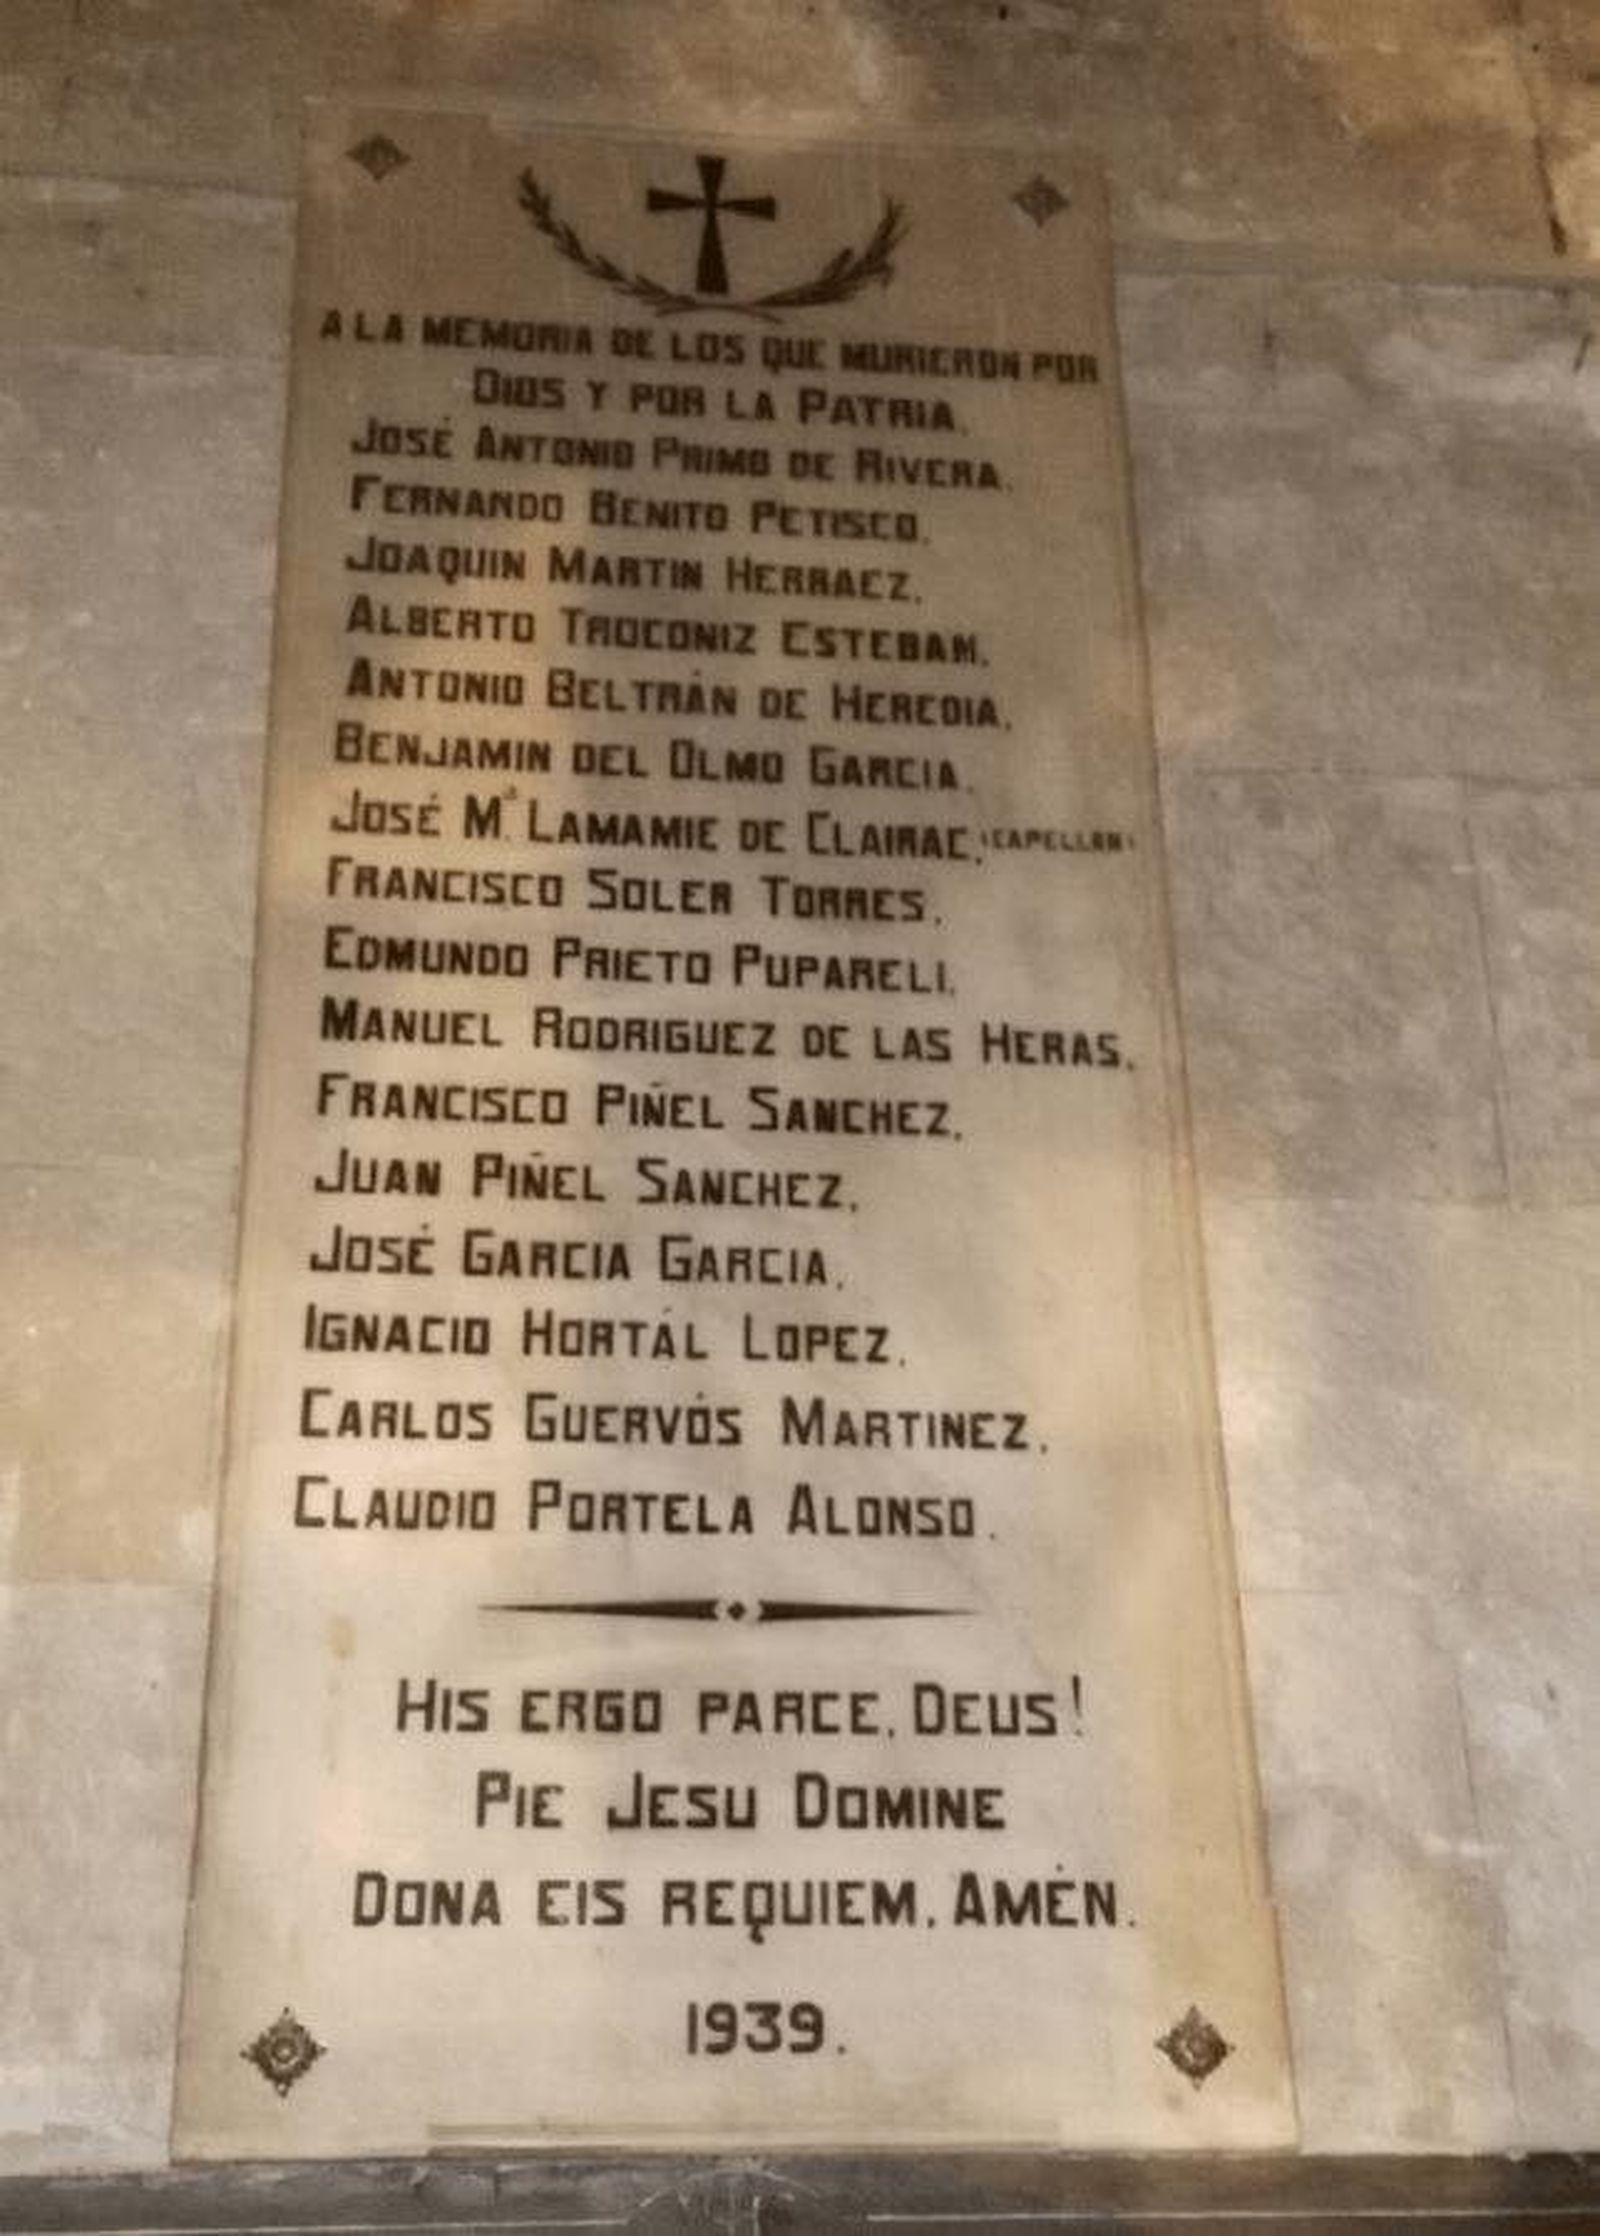 A LA MEMORIA DE LOS QUE MURIERON POR
DIOS Y POR LA PATRIA.
JOSÉ ANTONIO PRIMO DE RIVERA.
FERNANDO BENITO PETISCO.
JOAQUIN MARTIN HERRAEZ.
ALBERTO TROCONIZ ESTEBAM.
ANTONIO BELTRÁN DE HEREDIA.
BENJAMIN DEL OLMO GARCIA.
JOSÉ Mª. LAMAMIE DE CLAIRAC. (CAPELLAN)
FRANCISCO SOLER TORRES.
EDMUNDO PRIETO PUPARELI.
MANUEL RODRIGUEZ DE LAS HERAS.
FRANCISCO PIÑEL SANCHEZ.
JUAN PIÑEL SANCHEZ.
JOSÉ GARCIA GARCIA.
IGNACIO HORTÁL LOPEZ.
CARLOS GUERVÓS MARTINEZ.
CLAUDIO PORTELA ALONSO.
HIS ERGO PARCE, DEUS!
PIE JESU DOMINE
DONA EIS REQUIEM. AMÉN.
1939.